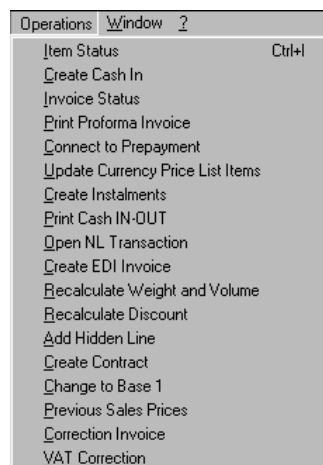 Operations Window ?
Item Status Ctrl+I
Create Cash In
Invoice Status
Print Proforma Invoice
Connect to Prepayment
Update Currency Price List Items
Create Instalments
Print Cash IN-OUT
Open NL Transaction
Create EDI Invoice
Recalculate Weight and Volume
Recalculate Discount
Add Hidden Line
Create Contract
Change to Base 1
Previous Sales Prices
Correction Invoice
VAT Correction